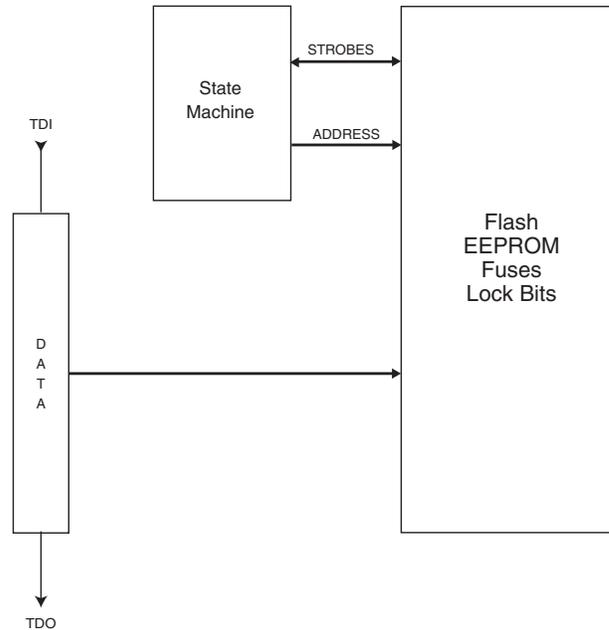 STROBES
State
Machine
ADDRESS
TDI
Flash
EEPROM
Fuses
Lock Bits
D
A
T
A
TDO